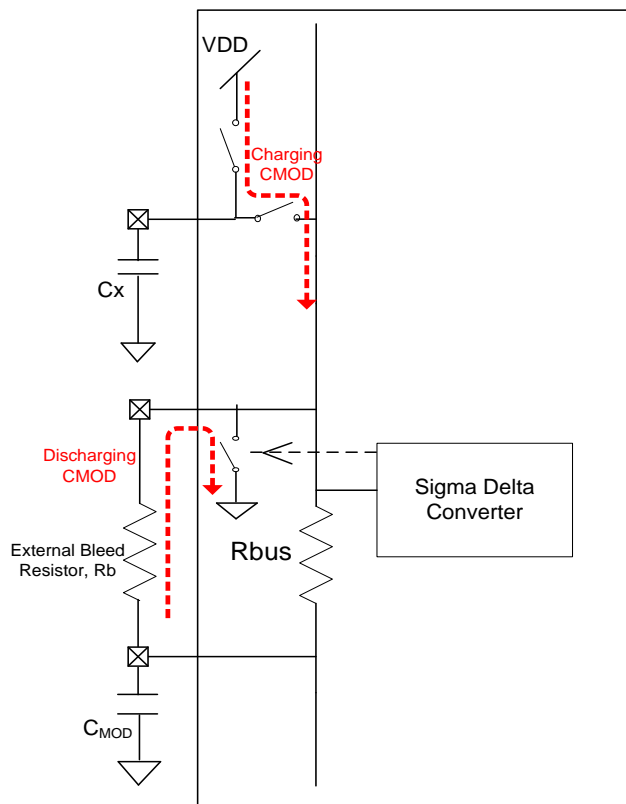 VDD
Charging
CMOD
Cx
Discharging
CMOD
External Bleed
Resistor, Rb
Rbus
Sigma Delta
Converter
CMOD